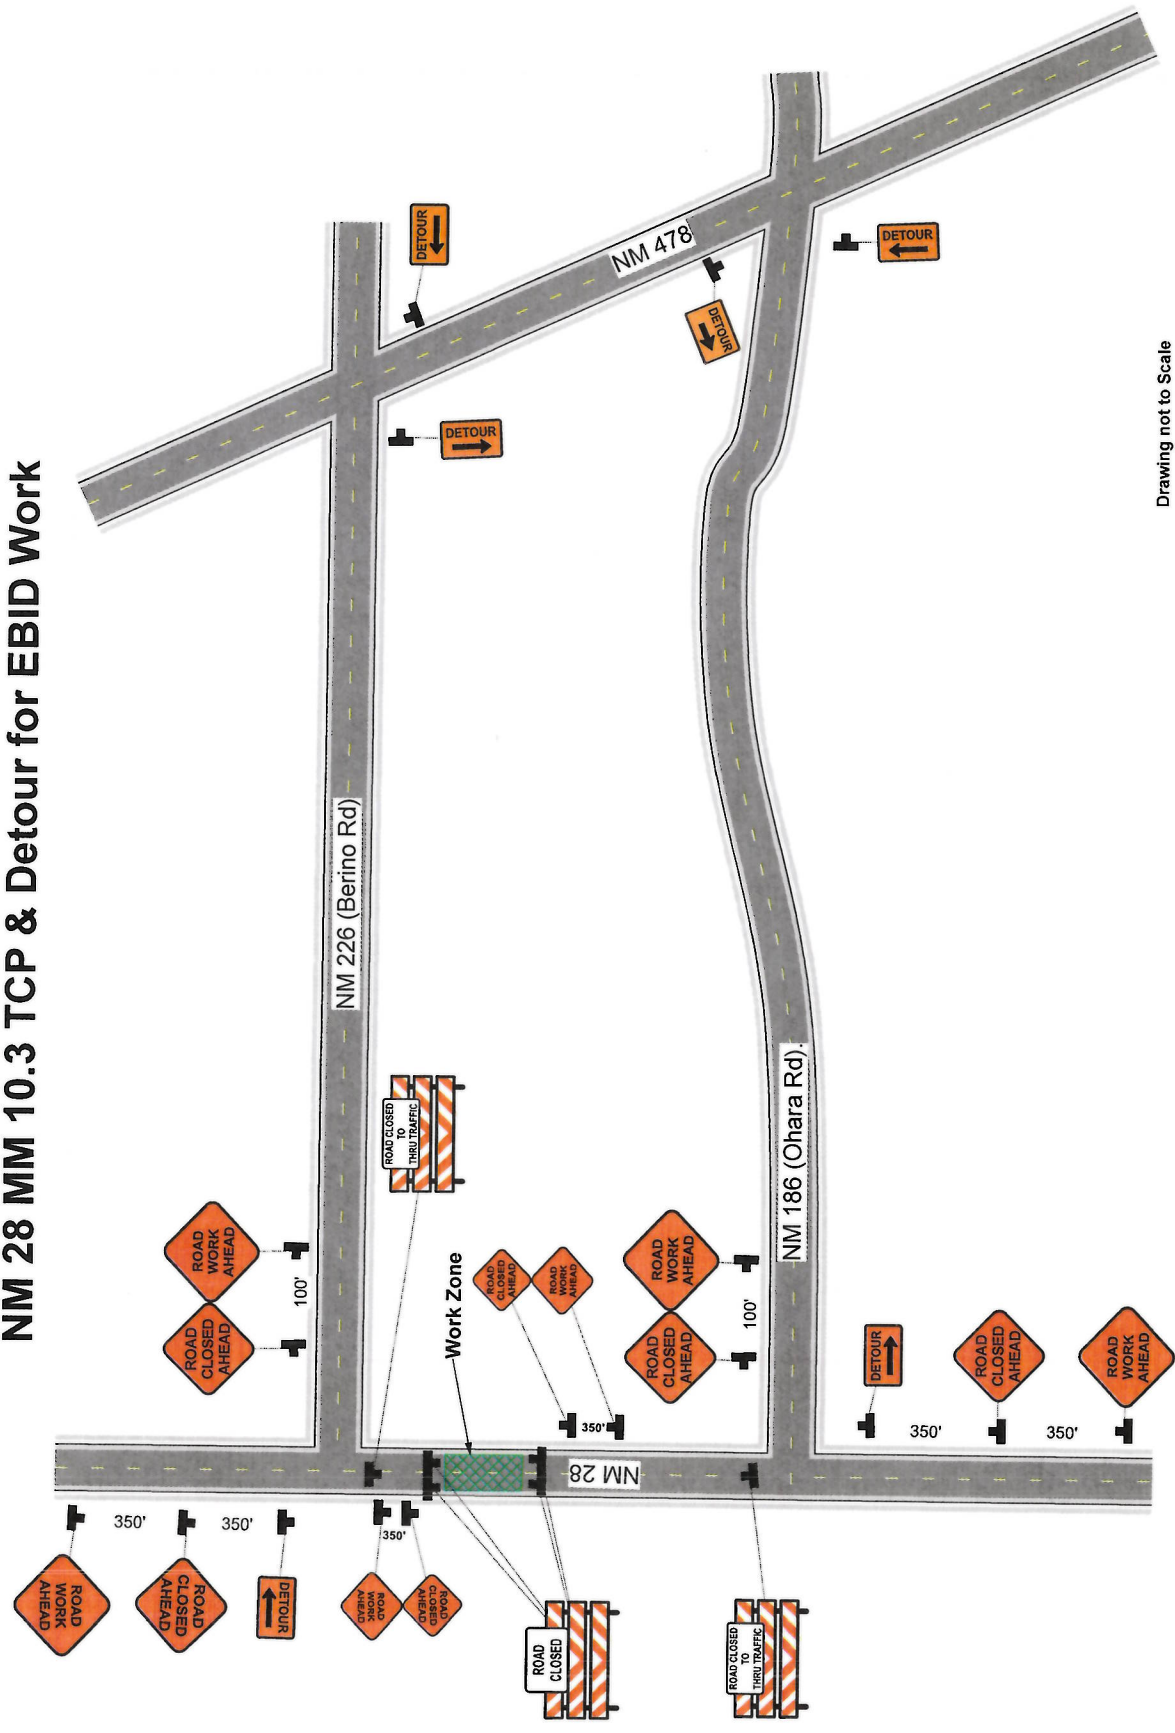 NM 28 MM 10.3 TCP & Detour for EBID Work
DETOUR
NM 478
DETOUR
DETOUR
DETOUR
NM 226 (Berino Rd)
ROAD CLOSED
TO
THRU TRAFFIC
NM 186 (Ohara Rd).
ROAD
WORK
AHEAD
100'
ROAD
CLOSED
AHEAD
Work Zone
ROAD
CLOSED
AHEAD
ROAD
WORK
AHEAD
350'
ROAD
WORK
AHEAD
100'
ROAD
CLOSED
AHEAD
DETOUR
350'
ROAD
CLOSED
AHEAD
350'
ROAD
WORK
AHEAD
NM 28
ROAD
WORK
AHEAD
350'
ROAD
CLOSED
AHEAD
350'
DETOUR
ROAD
WORK
AHEAD
350'
ROAD
CLOSED
AHEAD
ROAD
CLOSED
ROAD CLOSED
TO
THRU TRAFFIC
Drawing not to Scale